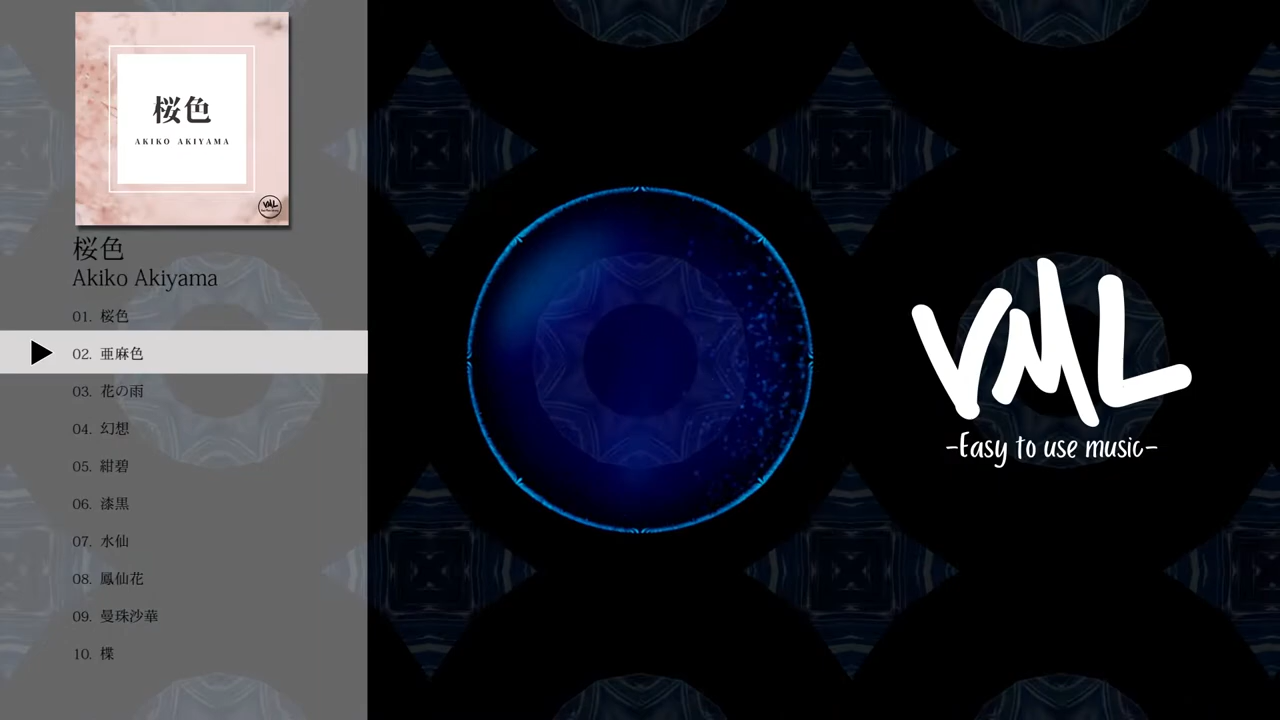 桜色
AKIKO AKIYAMA
VML
桜色
Akiko Akiyama
01. 桜色
02. 亜麻色
03. 花の雨
04. 幻想
05. 紺碧
06. 漆黒
07. 水仙
08. 鳳仙花
09. 曼珠沙華
10. 楪
VML
-Easy to use music-